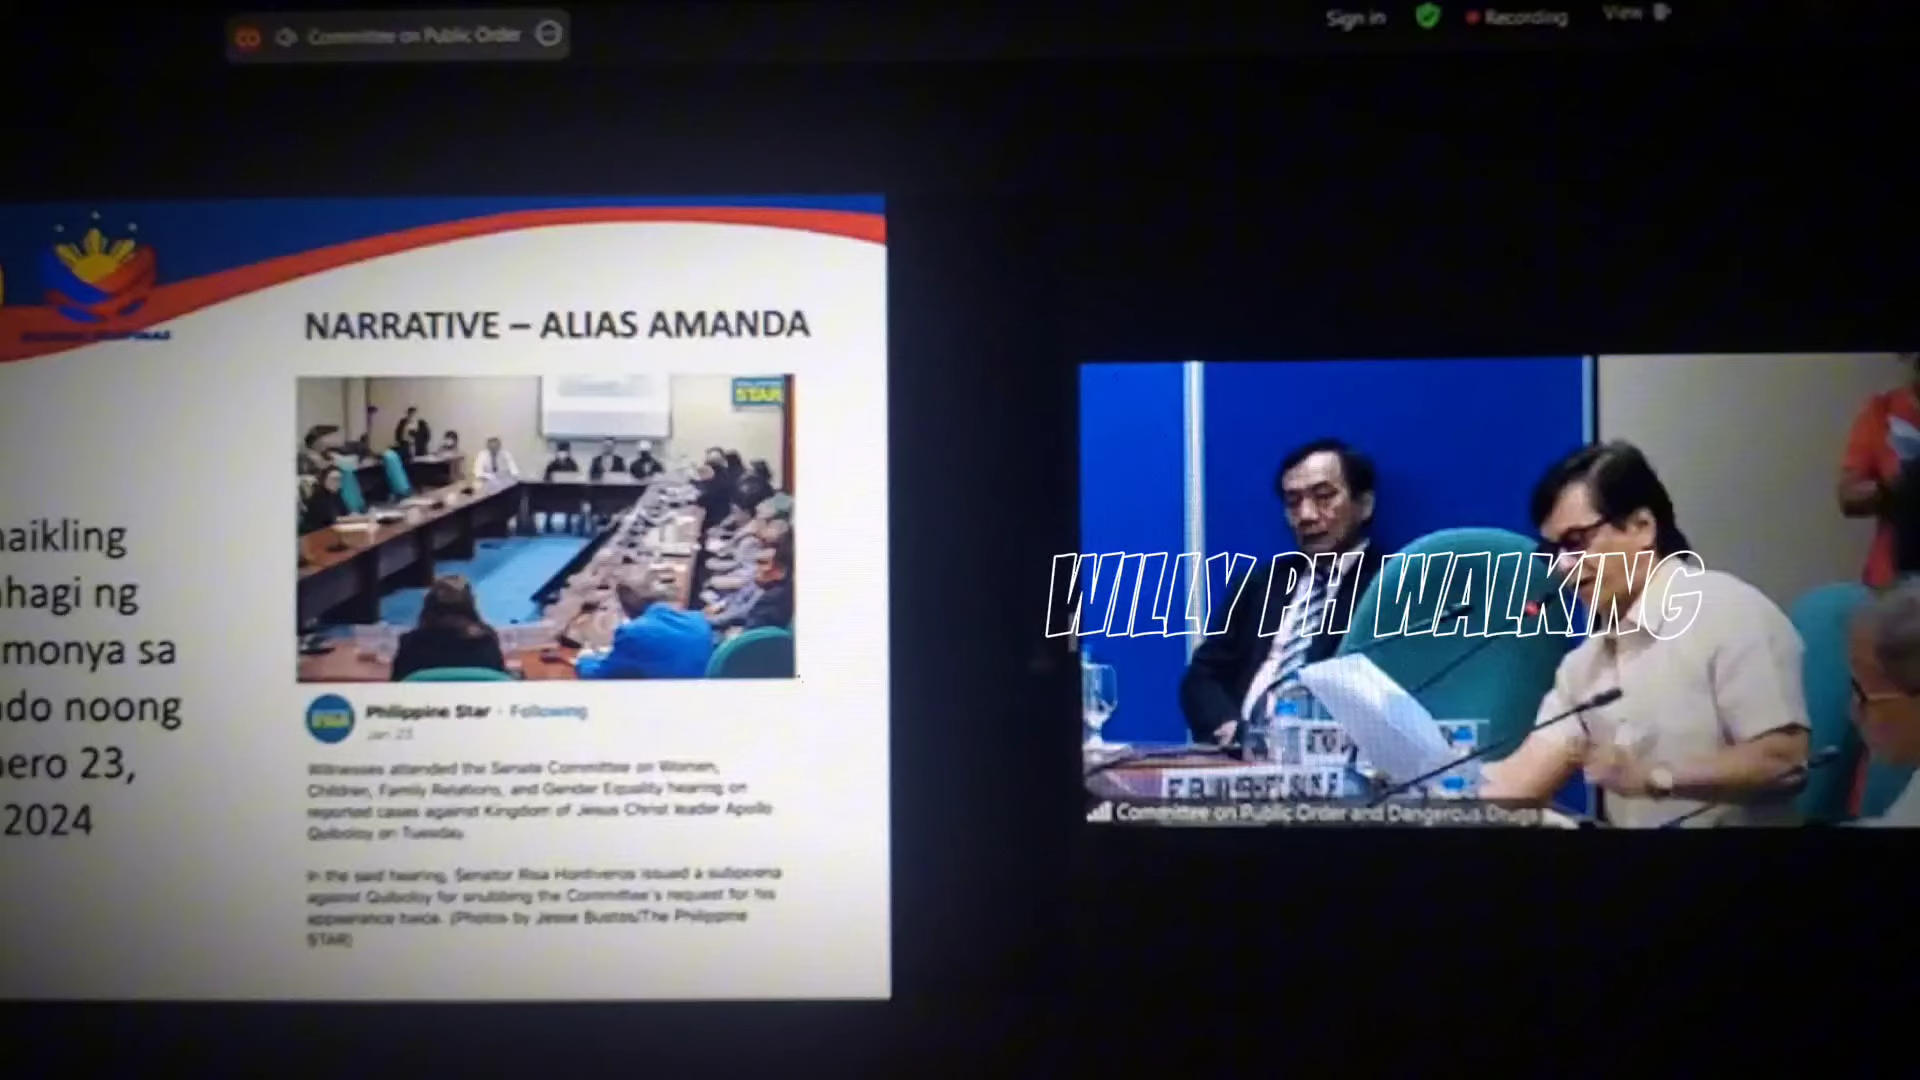 Committee on Public Order
Sign in
Recording
View
NARRATIVE – ALIAS AMANDA
STAR
aikling
hagi ng
monya sa
do noong
ero 23,
2024
Philippine Star · Following
Jan 23
Witnesses attended the Senate Committee on Women,
Children, Family Relations, and Gender Equality hearing on
reported cases against Kingdom of Jesus Christ leader Apollo
Quiboloy on Tuesday.
In the said hearing, Senator Risa Hontiveros issued a subpoena
against Quiboloy for snubbing the Committee's request for his
appearance twice. (Photos by Jesse Bustos/The Philippine
STAR)
WILLY PH WALKING
Committee on Public Order and Dangerous Drugs